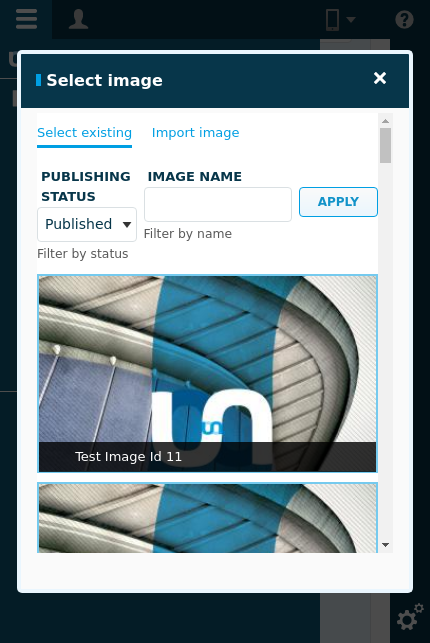 Select image
Select existing
Import image
PUBLISHING
STATUS
IMAGE NAME
Published
APPLY
Filter by name
Filter by status
Test Image Id 11